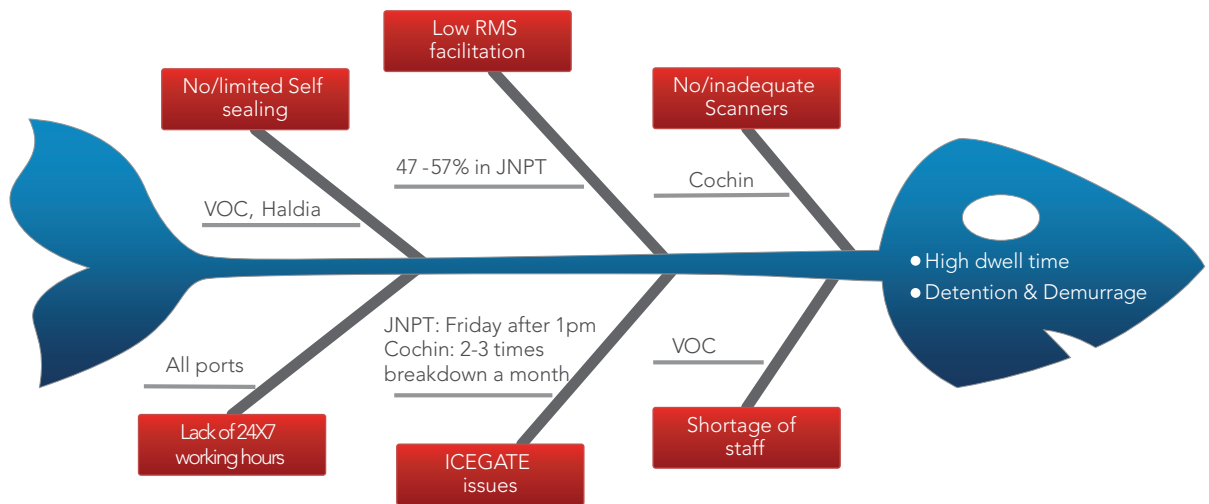 Low RMS
facilitation
No/limited Self
sealing
No/inadequate
Scanners
47 -57% in JNPT
Cochin
VOC, Haldia
● High dwell time
● Detention & Demurrage
JNPT: Friday after 1pm
Cochin: 2-3 times
breakdown a month
VOC
All ports
Lack of 24X7
working hours
ICEGATE
issues
Shortage of
staff